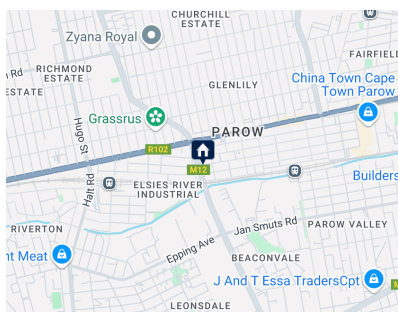 CHURCHILL
ESTATE
Zyana Royal
FAIRFIEL
RICHMOND
ESTATE
Rd
ESTATE
GLENLILY
China Town Cape
Town Parow
Grassrus
PAROW
Hugo St
R102
M12
Builders
Halt Rd
ELSIES RIVER
INDUSTRIAL
RIVERTON
Jan Smuts Rd
PAROW VALLEY
nt Meat
Epping Ave
BEACONVALE
J And T Essa TradersCpt
M
LEONSDALE